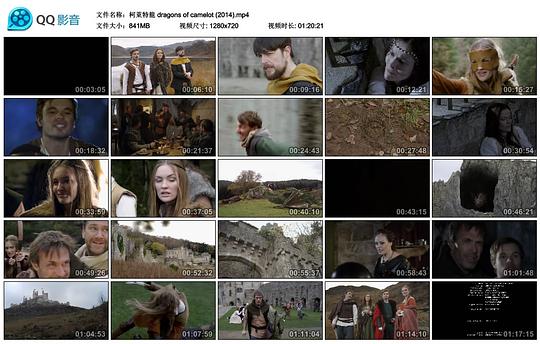 QQ 影音
文件名称: 柯莱特龍 dragons of camelot (2014).mp4
文件大小: 841MB 视频尺寸: 1280x720 视频时长: 01:20:21
00:03:05 00:06:10 00:09:16 00:12:21 00:15:27
00:18:32 00:21:37 00:24:43 00:27:48 00:30:54
00:33:59 00:37:05 00:40:10 00:43:15 00:46:21
00:49:26 00:52:32 00:55:37 00:58:43 01:01:48
01:04:53 01:07:59 01:11:04 01:14:10 01:17:15